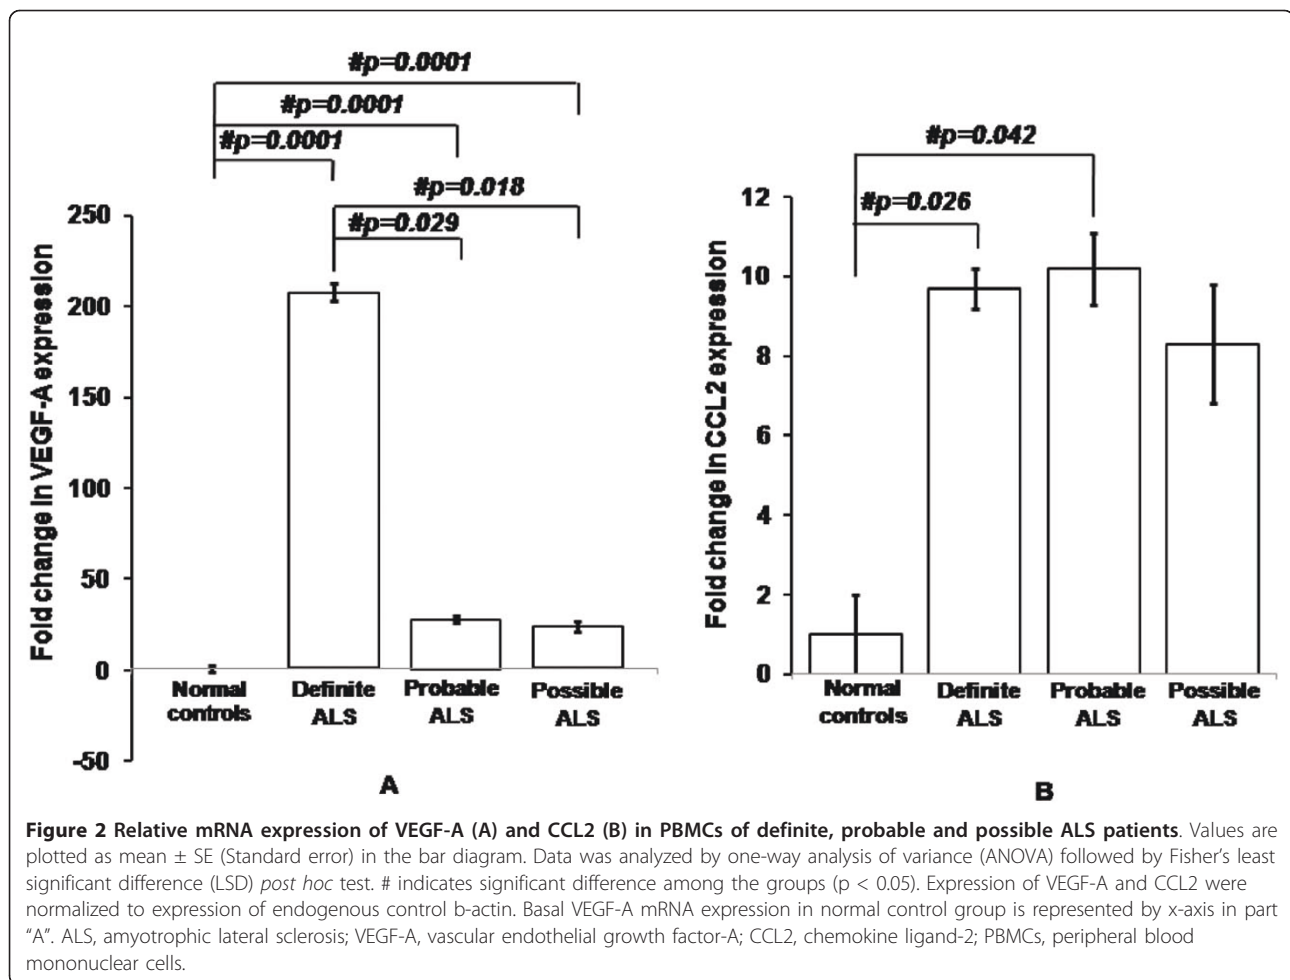 #p=0.0001
#p=0.0001
#p=0.0001
#p=0.018
#p=0.029
Fold change in VEGF-A expression
250
200
150
100
50
0
-50
Normal controls
Definite ALS
Probable ALS
Possible ALS
A
#p=0.042
#p=0.026
Fold change in CCL2 expression
12
10
8
6
4
2
0
Normal controls
Definite ALS
Probable ALS
Possible ALS
B
Figure 2 Relative mRNA expression of VEGF-A (A) and CCL2 (B) in PBMCs of definite, probable and possible ALS patients. Values are
plotted as mean ± SE (Standard error) in the bar diagram. Data was analyzed by one-way analysis of variance (ANOVA) followed by Fisher's least
significant difference (LSD) post hoc test. # indicates significant difference among the groups (p < 0.05). Expression of VEGF-A and CCL2 were
normalized to expression of endogenous control b-actin. Basal VEGF-A mRNA expression in normal control group is represented by x-axis in part
"A". ALS, amyotrophic lateral sclerosis; VEGF-A, vascular endothelial growth factor-A; CCL2, chemokine ligand-2; PBMCs, peripheral blood
mononuclear cells.